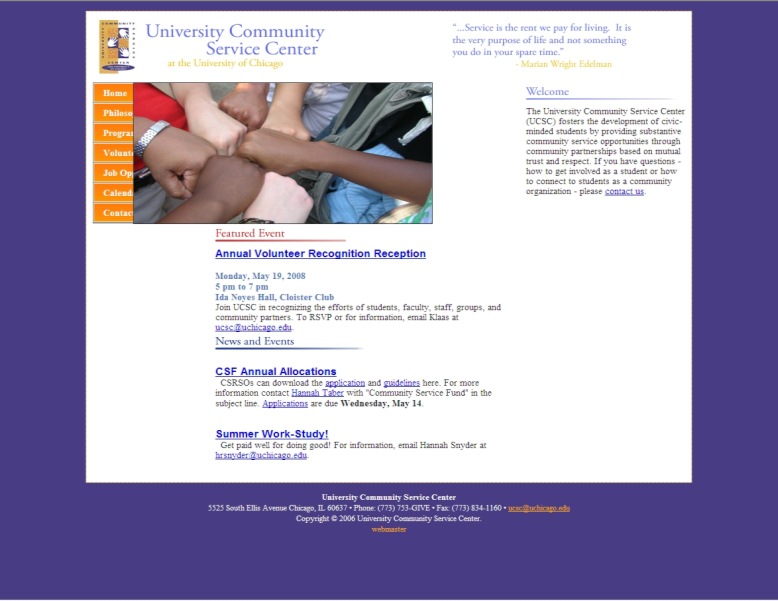 University Community
Service Center
at the University of Chicago
“...Service is the rent we pay for living. It is
the very purpose of life and not something
you do in your spare time.”
- Marian Wright Edelman
Home
Philoso
Progra
Volunt
Job Op
Calend
Contac
Welcome
The University Community Service Center
(UCSC) fosters the development of civic-
minded students by providing substantive
community service opportunities through
community partnerships based on mutual
trust and respect. If you have questions -
how to get involved as a student or how
to connect to students as a community
organization - please contact us.
Featured Event
Annual Volunteer Recognition Reception
Monday, May 19, 2008
5 pm to 7 pm
Ida Noyes Hall, Cloister Club
Join UCSC in recognizing the efforts of students, faculty, staff, groups, and
community partners. To RSVP or for information, email Klaas at
ucsc@uchicago.edu.
News and Events
CSF Annual Allocations
CSRSOs can download the application and guidelines here. For more
information contact Hannah Taber with "Community Service Fund" in the
subject line. Applications are due Wednesday, May 14.
Summer Work-Study!
Get paid well for doing good! For information, email Hannah Snyder at
hrsnyder@uchicago.edu.
University Community Service Center
5525 South Ellis Avenue Chicago, IL 60637 • Phone: (773) 753-GIVE • Fax: (773) 834-1160 • ucsc@uchicago.edu
Copyright © 2006 University Community Service Center.
webmaster